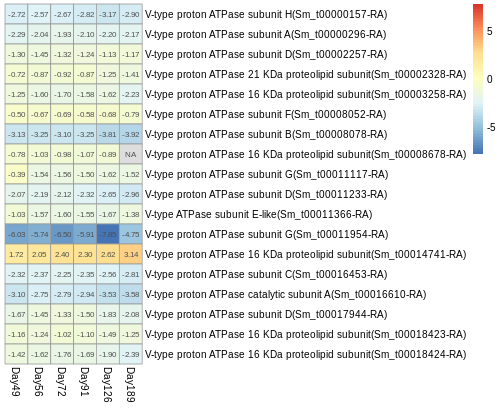 -2.72 -2.57 -2.67 -2.82 -3.17 -2.90 V-type proton ATPase subunit H(Sm_t00000157-RA)
-2.29 -2.04 -1.93 -2.10 -2.20 -2.17 V-type proton ATPase subunit A(Sm_t00000296-RA)
-1.30 -1.45 -1.32 -1.24 -1.13 -1.17 V-type proton ATPase subunit D(Sm_t00002257-RA)
-0.72 -0.87 -0.92 -0.87 -1.25 -1.41 V-type proton ATPase 21 KDa proteolipid subunit(Sm_t00002328-RA)
-1.25 -1.60 -1.70 -1.58 -1.62 -2.23 V-type proton ATPase 16 KDa proteolipid subunit(Sm_t00003258-RA)
-0.50 -0.67 -0.69 -0.58 -0.68 -0.79 V-type proton ATPase subunit F(Sm_t00008052-RA)
-3.13 -3.25 -3.10 -3.25 -3.81 -3.92 V-type proton ATPase subunit B(Sm_t00008078-RA)
-0.78 -1.03 -0.98 -1.07 -0.89 NA V-type proton ATPase 16 KDa proteolipid subunit(Sm_t00008678-RA)
-0.39 -1.54 -1.56 -1.50 -1.62 -1.52 V-type proton ATPase subunit G(Sm_t00011117-RA)
-2.07 -2.19 -2.12 -2.32 -2.65 -2.96 V-type proton ATPase subunit D(Sm_t00011233-RA)
-1.03 -1.57 -1.60 -1.55 -1.67 -1.38 V-type ATPase subunit E-like(Sm_t00011366-RA)
-6.03 -5.74 -6.50 -5.91 -4.75 V-type proton ATPase subunit G(Sm_t00011954-RA)
1.72 2.05 2.40 2.30 2.62 3.14 V-type proton ATPase 16 KDa proteolipid subunit(Sm_t00014741-RA)
-2.32 -2.37 -2.25 -2.35 -2.56 -2.81 V-type proton ATPase subunit C(Sm_t00016453-RA)
-3.10 -2.75 -2.79 -2.94 -3.53 -3.58 V-type proton ATPase catalytic subunit A(Sm_t00016610-RA)
-1.67 -1.45 -1.33 -1.50 -1.83 -2.08 V-type proton ATPase subunit D(Sm_t00017944-RA)
-1.16 -1.24 -1.02 -1.10 -1.49 -1.25 V-type proton ATPase 16 KDa proteolipid subunit(Sm_t00018423-RA)
-1.42 -1.62 -1.76 -1.69 -1.90 -2.39 V-type proton ATPase 16 KDa proteolipid subunit(Sm_t00018424-RA)
Day49 Day56 Day72 Day91 Day126 Day189
5
0
-5